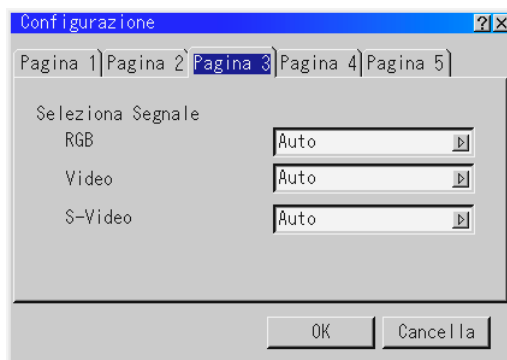 Configurazione ? ×
Pagina 1 Pagina 2 Pagina 3 Pagina 4 Pagina 5
Seleziona Segnale
RGB Auto
Video Auto
S-Video Auto
OK Cancella